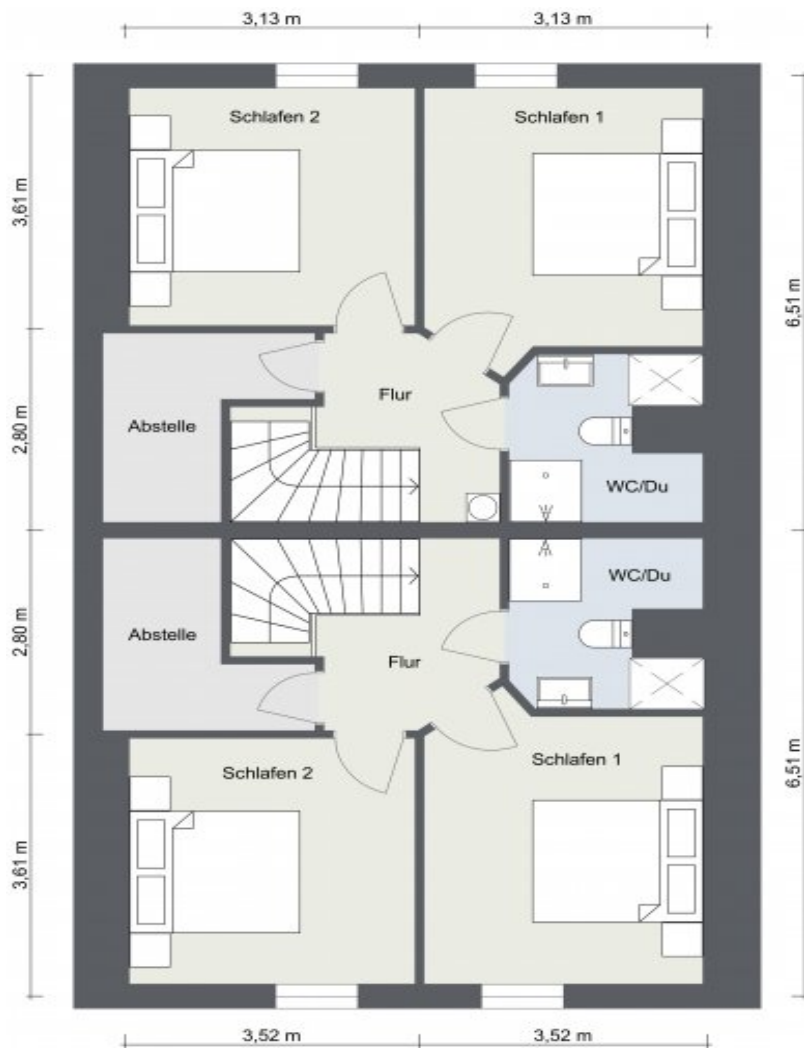 3,13 m 3,13 m
Schlafen 2 Schlafen 1
3,61 m
6,51 m
Flur
2,80 m
Abstelle
WC/Du
WC/Du
2,80 m
Abstelle
Flur
Schlafen 2 Schlafen 1
6,51 m
3,61 m
3,52 m 3,52 m